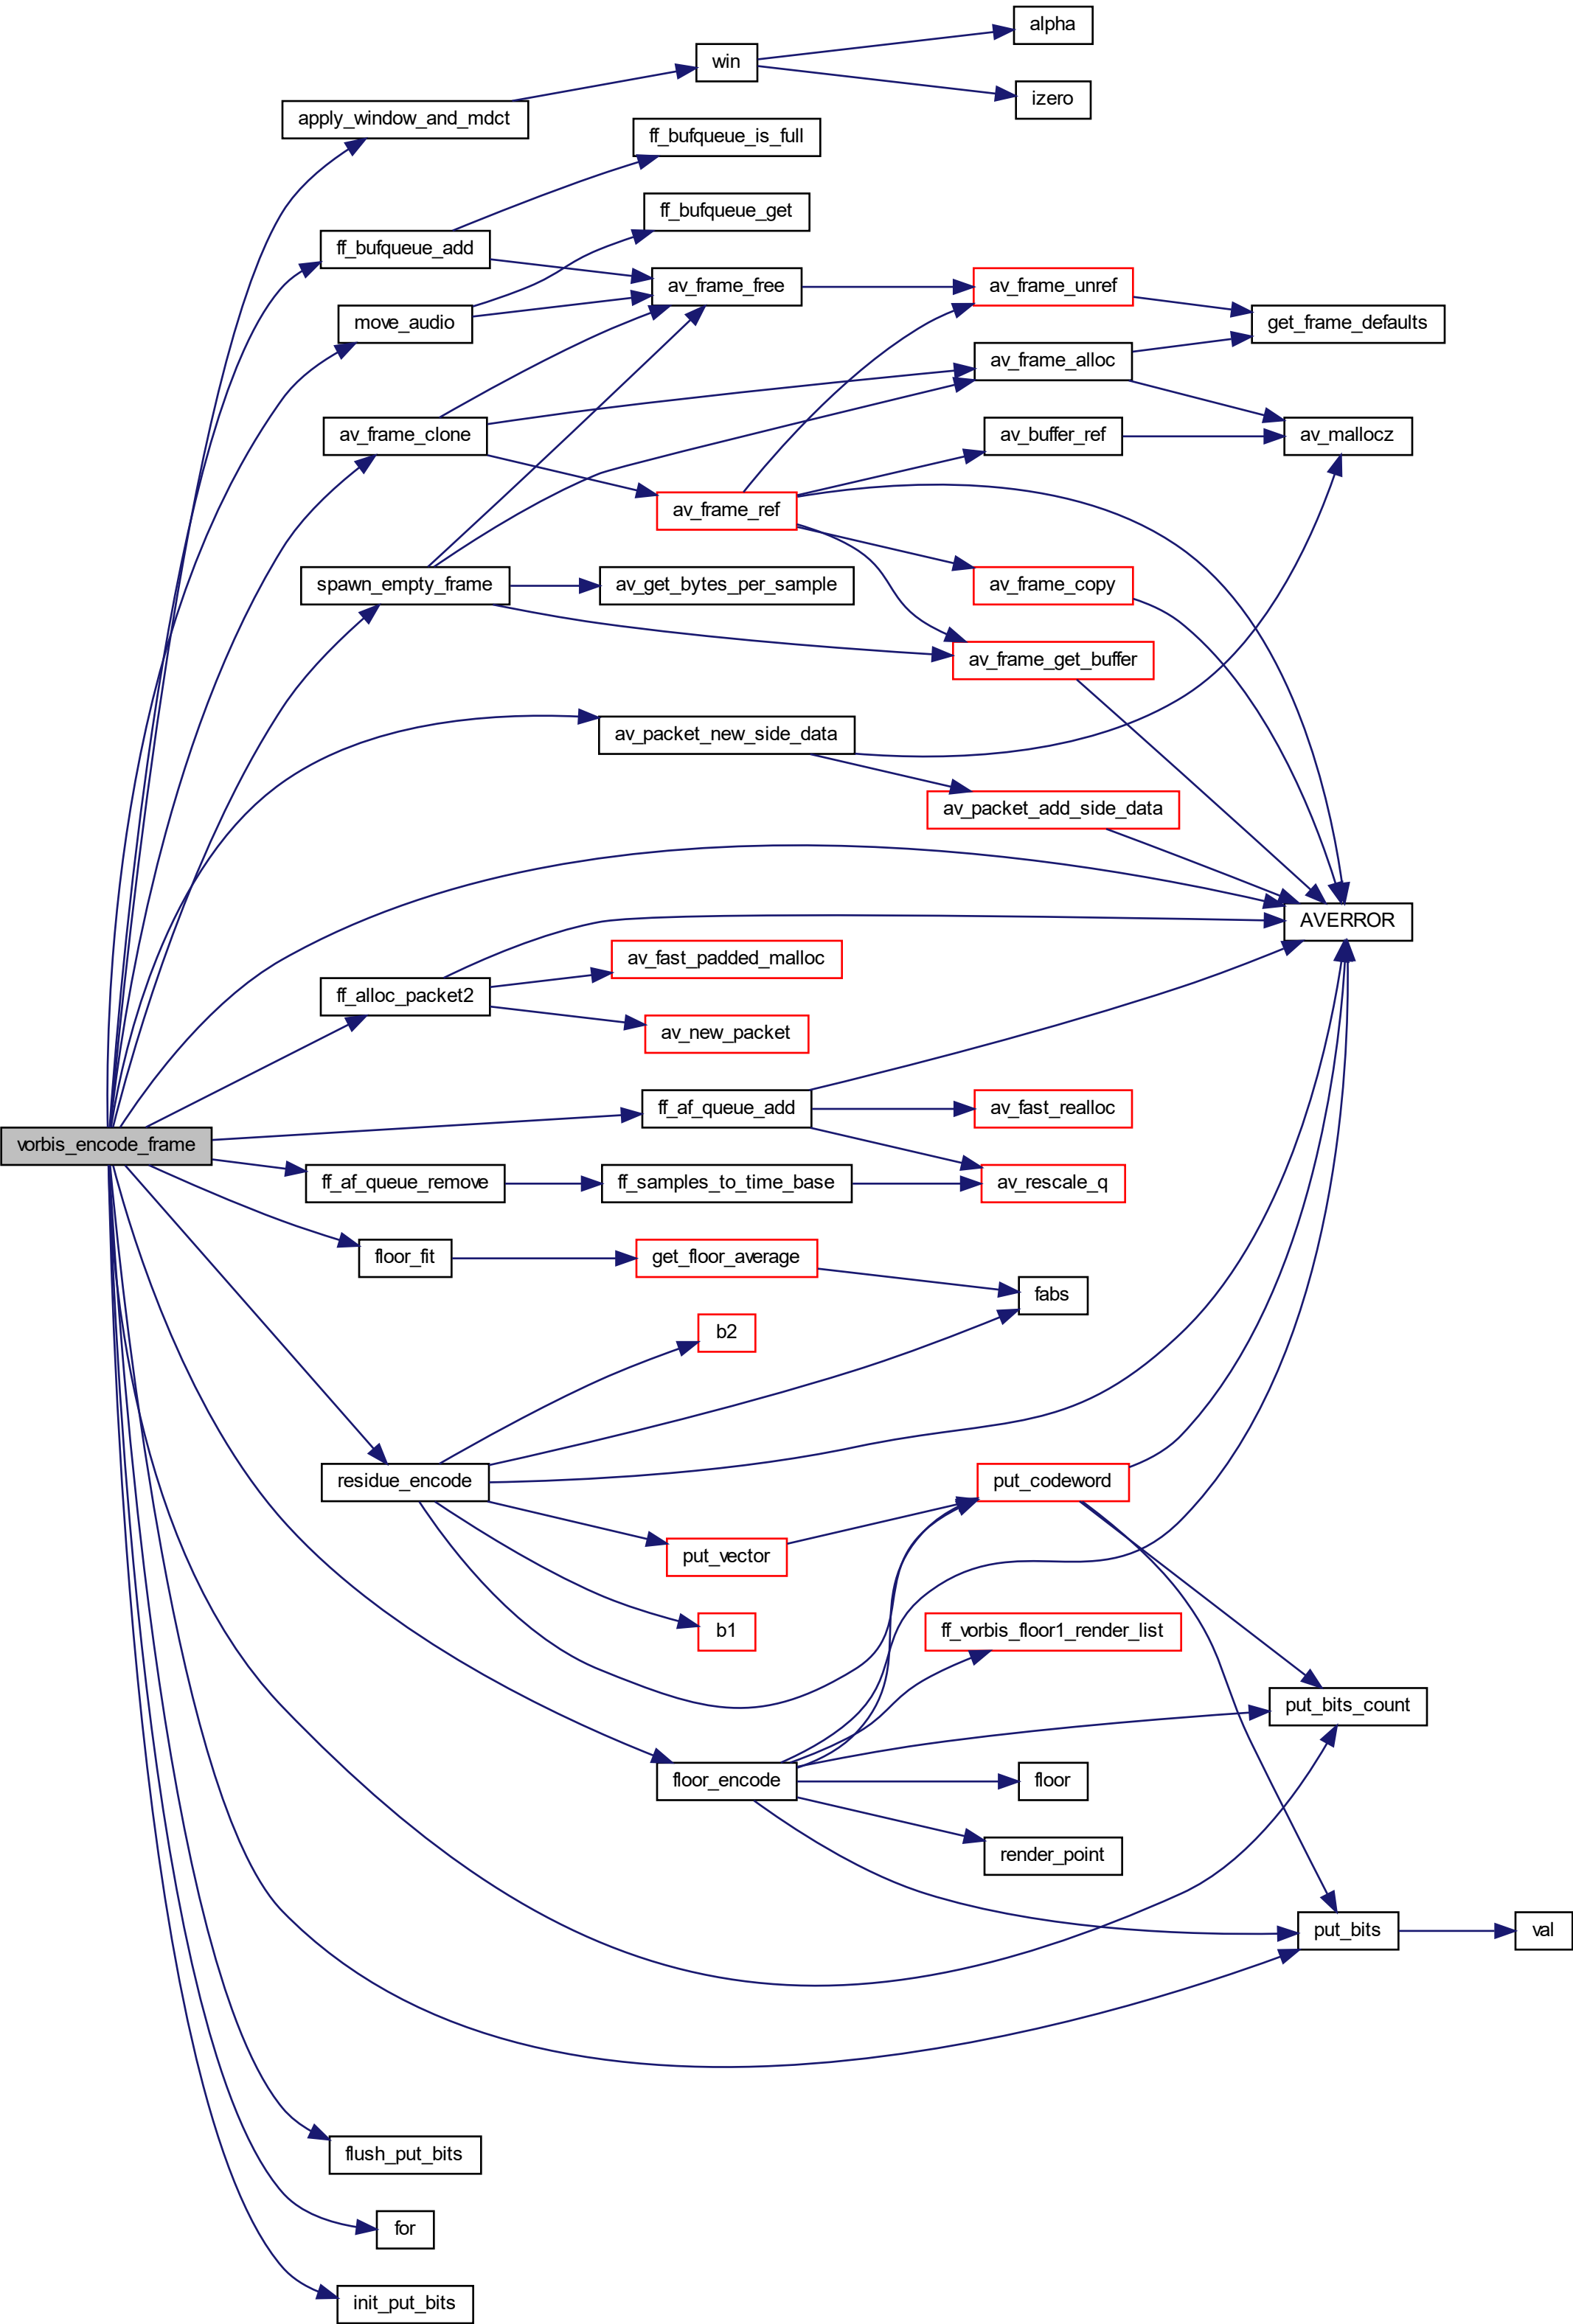 alpha
win
izero
apply_window_and_mdct
ff_bufqueue_is_full
ff_bufqueue_get
ff_bufqueue_add
av_frame_free
av_frame_unref
move_audio
get_frame_defaults
av_frame_alloc
av_frame_clone
av_buffer_ref
av_mallocz
av_frame_ref
spawn_empty_frame
av_get_bytes_per_sample
av_frame_copy
av_frame_get_buffer
av_packet_new_side_data
av_packet_add_side_data
AVERROR
av_fast_padded_malloc
ff_alloc_packet2
av_new_packet
ff_af_queue_add
av_fast_realloc
vorbis_encode_frame
ff_af_queue_remove
ff_samples_to_time_base
av_rescale_q
floor_fit
get_floor_average
fabs
b2
residue_encode
put_codeword
put_vector
b1
ff_vorbis_floor1_render_list
put_bits_count
floor_encode
floor
render_point
put_bits
val
flush_put_bits
for
init_put_bits